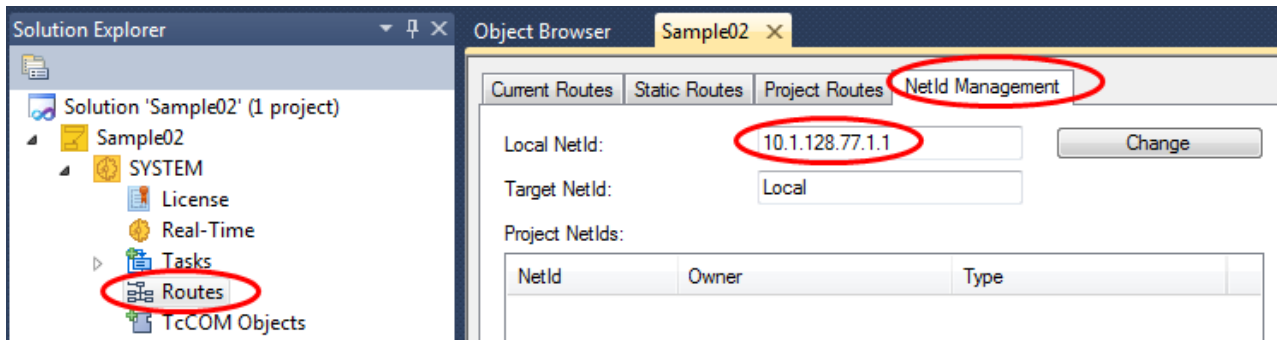 Solution Explorer
Solution 'Sample02' (1 project)
Sample02
SYSTEM
License
Real-Time
Tasks
Routes
TcCOM Objects
Object Browser Sample02
Current Routes Static Routes Project Routes NetId Management
Local NetId: 10.1.128.77.1.1 Change
Target NetId: Local
Project NetIds:
NetId Owner Type